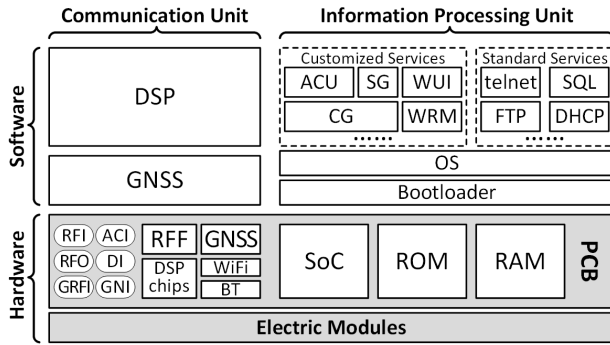 Communication Unit
Information Processing Unit
Software
DSP
GNSS
Customized Services
ACU SG WUI
CG WRM
......
Standard Services
telnet SQL
FTP DHCP
......
OS
Bootloader
Hardware
RFI ACI
RFO DI
GRFI GNI
RFF GNSS
DSP
chips
WiFi
BT
SoC ROM RAM
PCB
Electric Modules